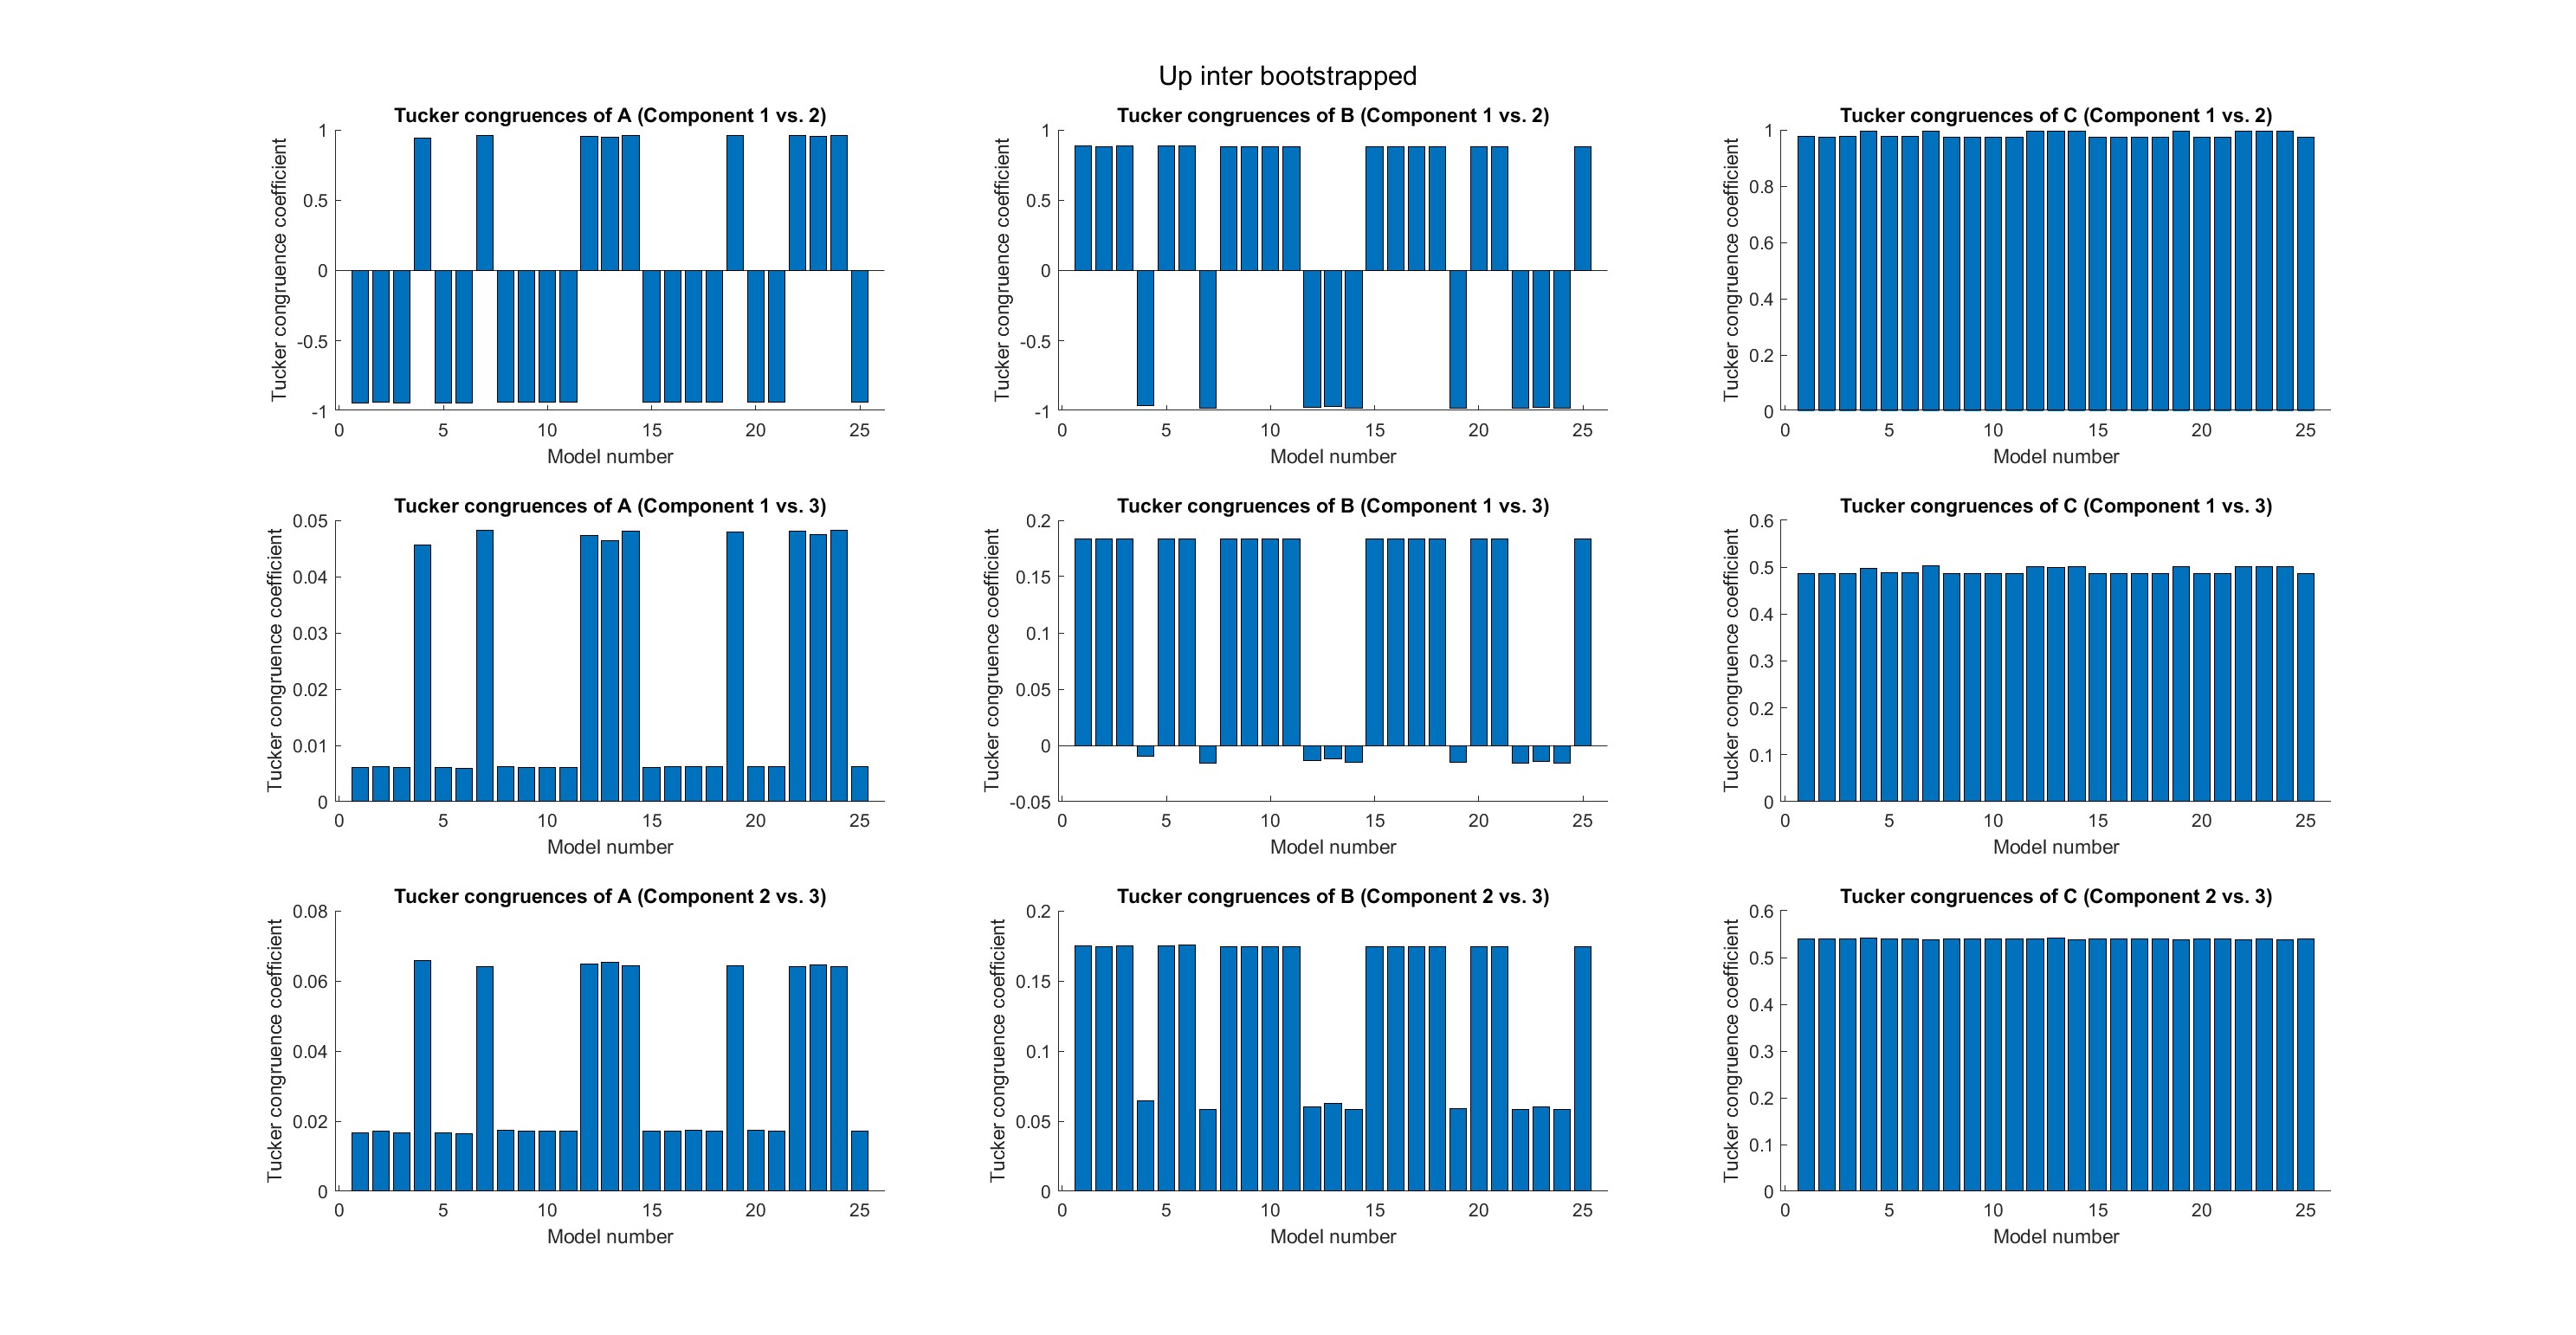 Up inter bootstrapped
Tucker congruences of A (Component 1 vs. 2)
Tucker congruence coefficient
1
0.5
0
-0.5
-1
0 5 10 15 20 25
Model number
Tucker congruences of B (Component 1 vs. 2)
Tucker congruence coefficient
1
0.5
0
-0.5
-1
0 5 10 15 20 25
Model number
Tucker congruences of C (Component 1 vs. 2)
Tucker congruence coefficient
1
0.8
0.6
0.4
0.2
0
0 5 10 15 20 25
Model number
Tucker congruences of A (Component 1 vs. 3)
Tucker congruence coefficient
0.05
0.04
0.03
0.02
0.01
0
0 5 10 15 20 25
Model number
Tucker congruences of B (Component 1 vs. 3)
Tucker congruence coefficient
0.2
0.15
0.1
0.05
0
-0.05
0 5 10 15 20 25
Model number
Tucker congruences of C (Component 1 vs. 3)
Tucker congruence coefficient
0.6
0.5
0.4
0.3
0.2
0.1
0
0 5 10 15 20 25
Model number
Tucker congruences of A (Component 2 vs. 3)
Tucker congruence coefficient
0.08
0.06
0.04
0.02
0
0 5 10 15 20 25
Model number
Tucker congruences of B (Component 2 vs. 3)
Tucker congruence coefficient
0.2
0.15
0.1
0.05
0
0 5 10 15 20 25
Model number
Tucker congruences of C (Component 2 vs. 3)
Tucker congruence coefficient
0.6
0.5
0.4
0.3
0.2
0.1
0
0 5 10 15 20 25
Model number